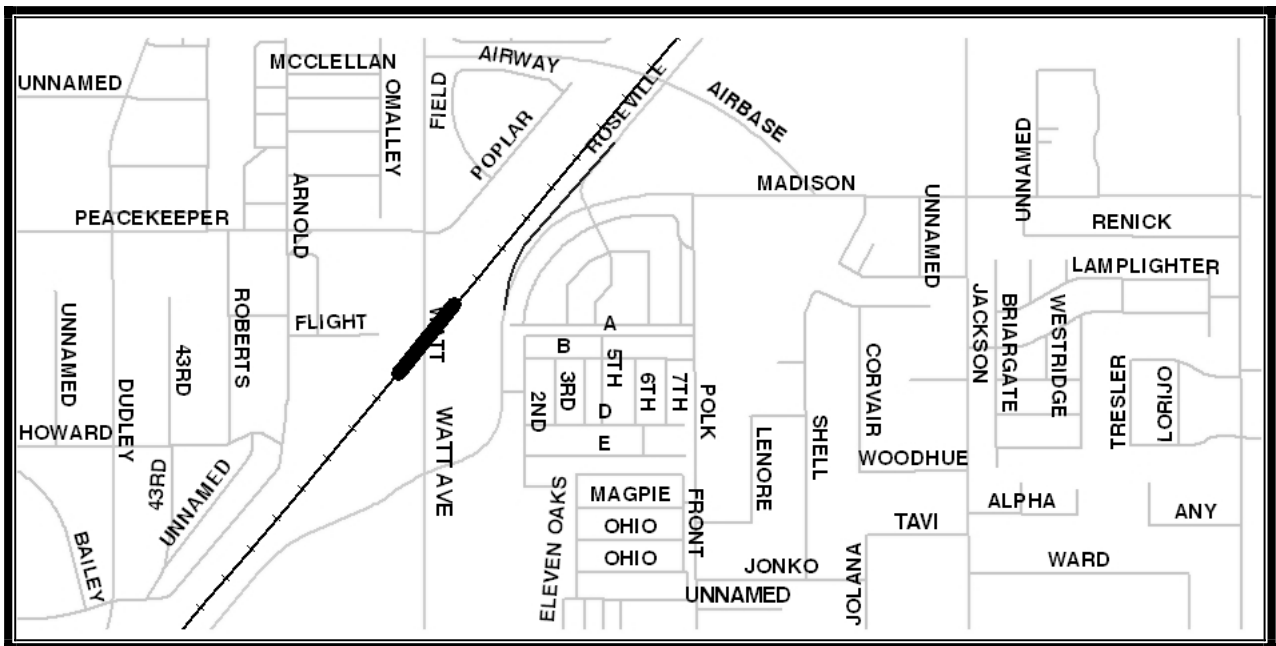 MCCLELLAN
AIRWAY
UNNAMED
OMALLEY
FIELD
ROSEVILLE
AIRBASE
POPLAR
UNNAMED
MADISON
ARNOLD
UNNAMED
PEACEKEEPER
RENICK
LAMPLIGHTER
UNNAMED
ROBERTS
FLIGHT
WATT
A
JACKSON
BRIARGATE
WESTRIDGE
B
5TH
43RD
CORVAIR
3RD
6TH
7TH
TRESLER
LORIJO
DUDLEY
2ND
D
POLK
HOWARD
WATT AVE
E
SHELL
LENORE
WOODHUE
43RD
UNNAMED
ELEVEN OAKS
MAGPIE
FRONT
ALPHA
ANY
OHIO
TAVI
BAILEY
OHIO
JONKO
JOLANA
WARD
UNNAMED